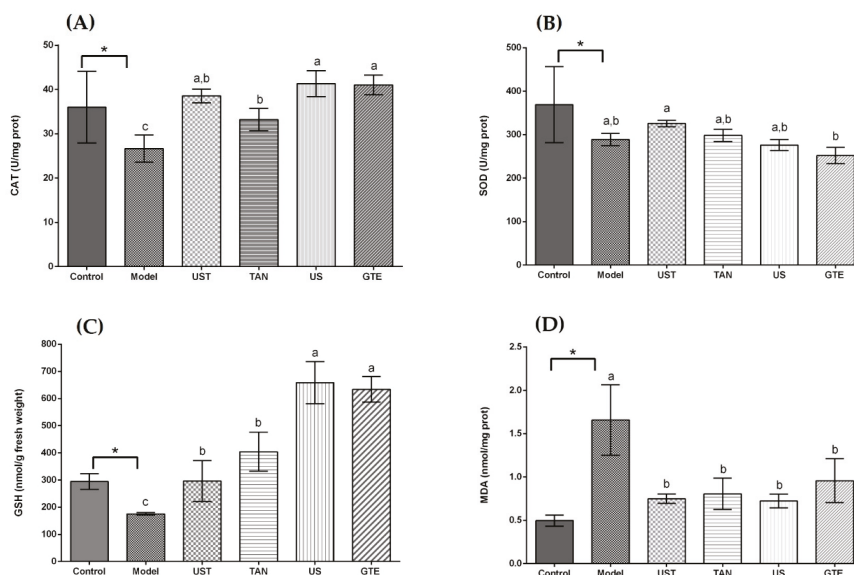 (A)
*
a,b
a
a
b
c
CAT (U/mg prot)
50
40
30
20
10
0
Control Model UST TAN US GTE
(B)
*
a,b
a
a,b
a,b
b
SOD (U/mg prot)
500
400
300
200
100
0
Control Model UST TAN US GTE
(C)
*
c
b
b
a
a
GSH (nmol/g fresh weight)
800
700
600
500
400
300
200
100
0
Control Model UST TAN US GTE
(D)
*
a
b
b
b
b
MDA (nmol/mg prot)
2.5
2.0
1.5
1.0
0.5
0.0
Control Model UST TAN US GTE